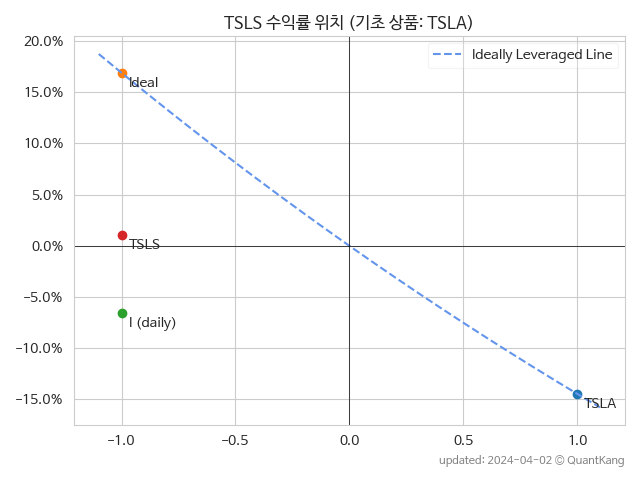 TSLS 수익률 위치 (기초 상품: TSLA)
20.0%
Ideally Leveraged Line
Ideal
15.0%
10.0%
5.0%
TSLS
0.0%
I (daily)
-5.0%
-10.0%
TSLA
-15.0%
-1.0 -0.5 0.0 0.5 1.0
updated: 2024-04-02 © QuantKang